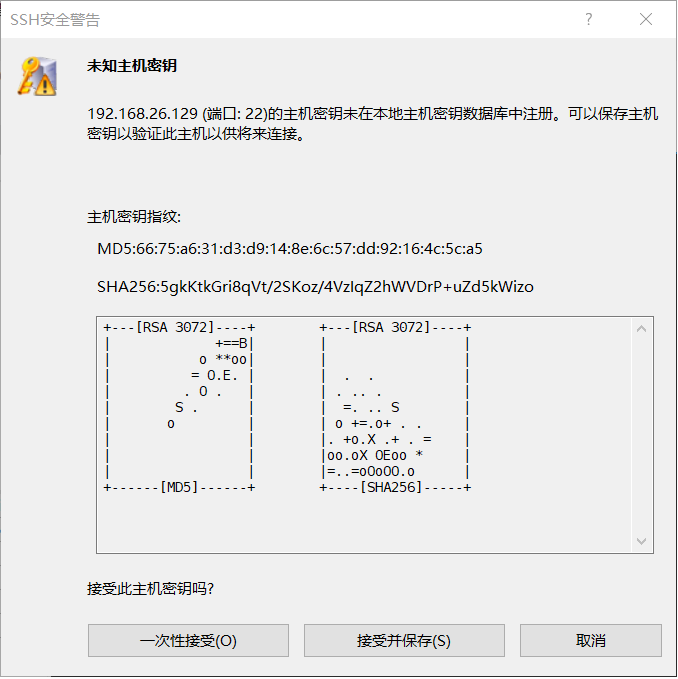 SSH安全警告
未知主机密钥
192.168.26.129 (端口: 22)的主机密钥未在本地主机密钥数据库中注册。可以保存主机
密钥以验证此主机以供将来连接。
主机密钥指纹:
MD5:66:75:a6:31:d3:d9:14:8e:6c:57:dd:92:16:4c:5c:a5
SHA256:5gkKtkGri8qVt/2SKoz/4VzIqZ2hWVDrP+uZd5kWizo
+---[RSA 3072]----+        +---[RSA 3072]----+
|             +==B|        |                 |
|           o **oo|        |                 |
|          = O.E. |        |  .  .           |
|         . O .   |        | . .. .          |
|        S .      |        |  =. .. S        |
|       o         |        | o +=.o+ . .     |
|                 |        |. +o.X .+ . =    |
|                 |        |oo.oX OEoo *     |
|                 |        |=..=oOoOO.o      |
+------[MD5]------+        +----[SHA256]-----+
接受此主机密钥吗?
一次性接受(O) 接受并保存(S) 取消